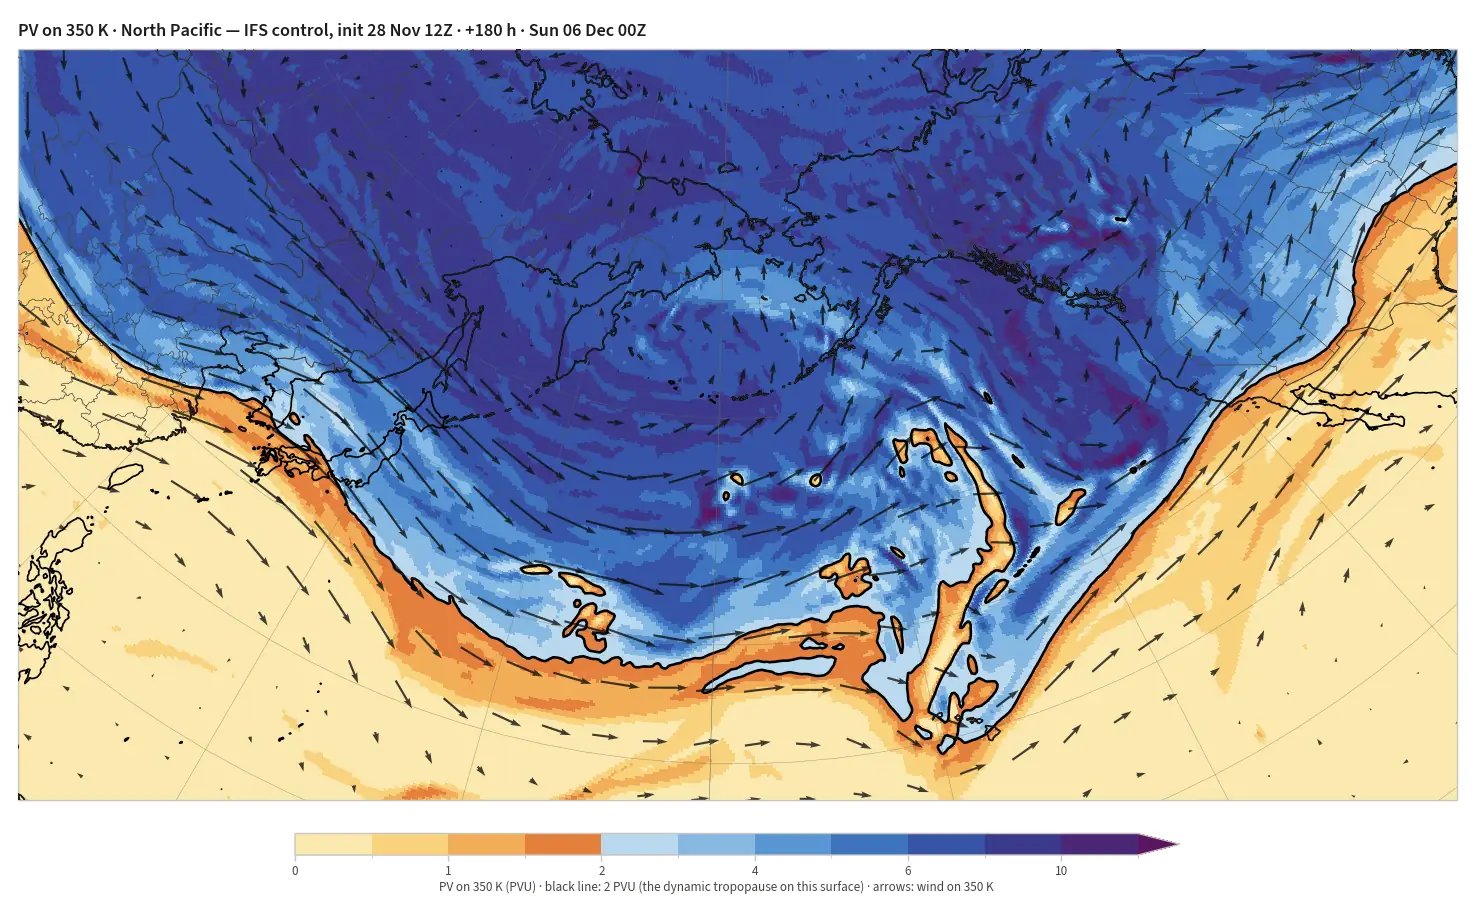 PV on 350 K · North Pacific — IFS control, init 28 Nov 12Z · +180 h · Sun 06 Dec 00Z
0 1 2 4 6 10
PV on 350 K (PVU) · black line: 2 PVU (the dynamic tropopause on this surface) · arrows: wind on 350 K